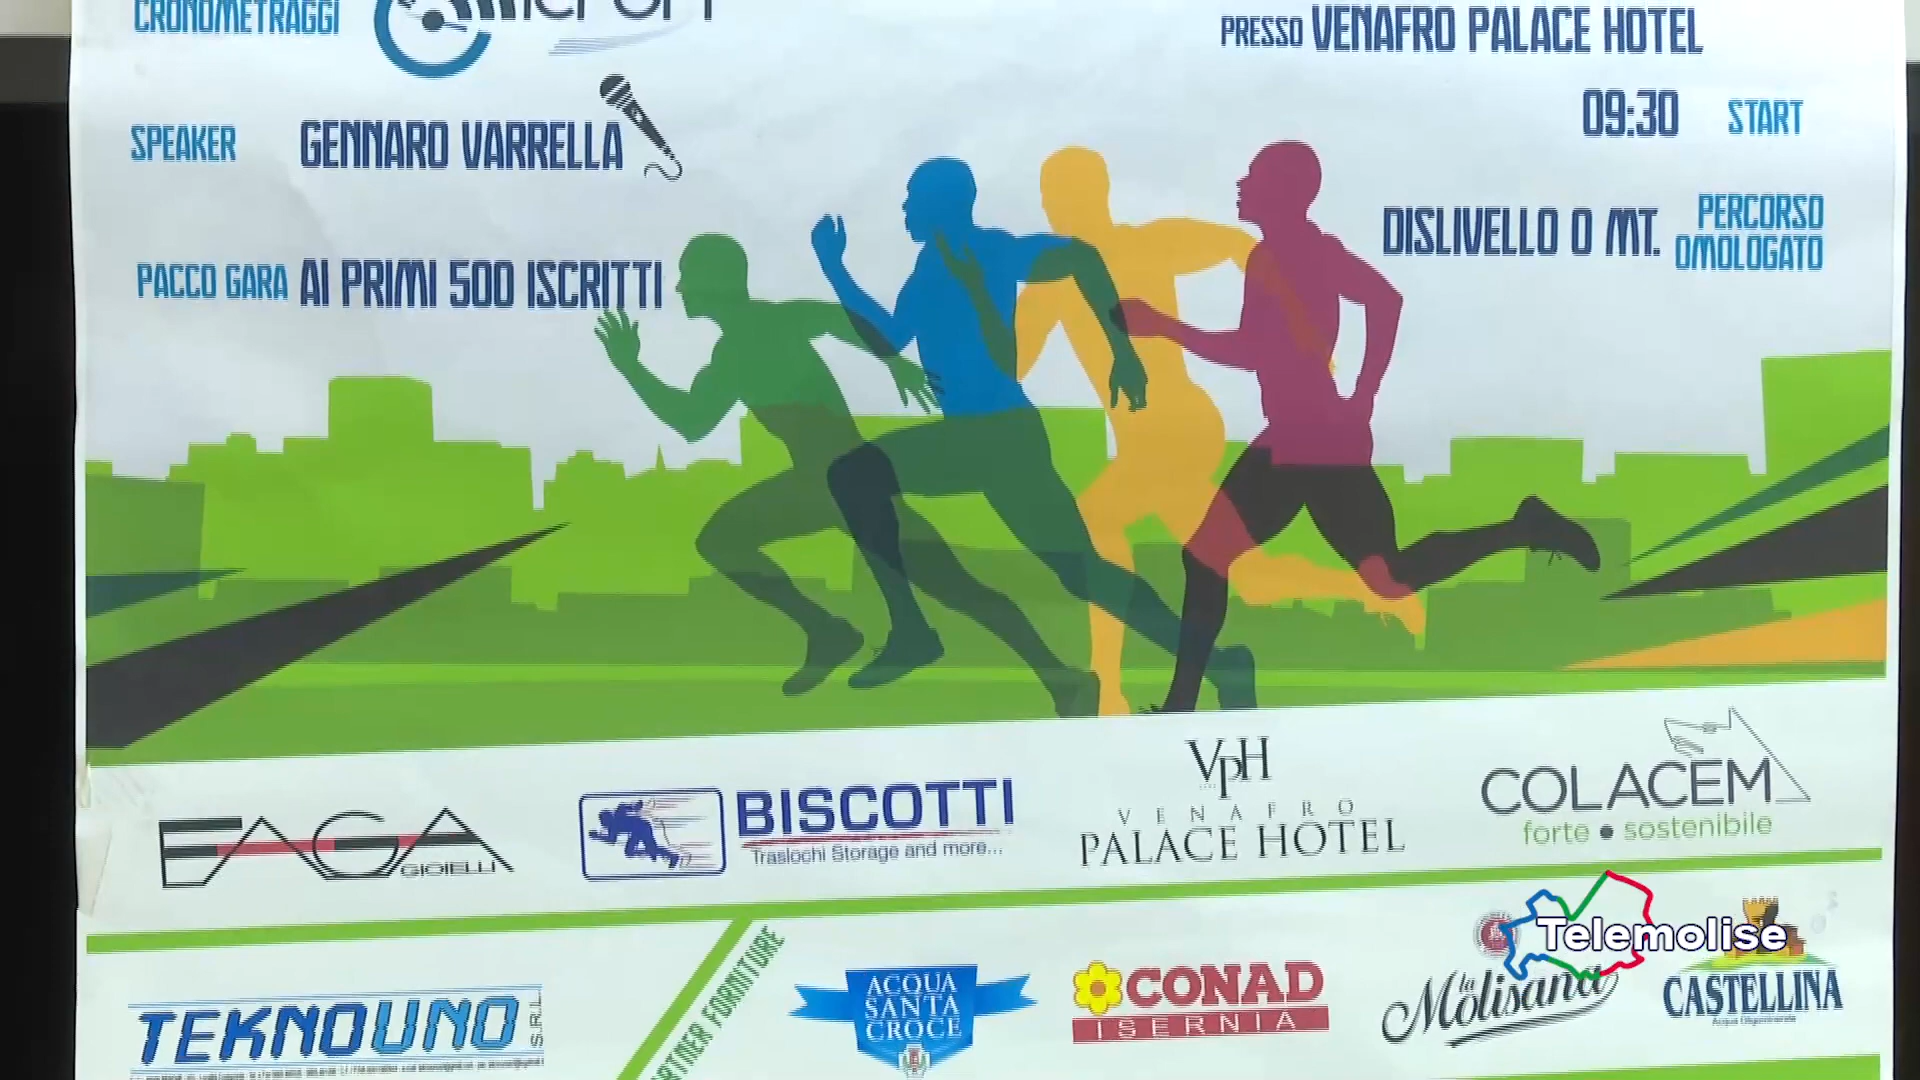 CRONOMETRAGGI
PRESSO VENAFRO PALACE HOTEL
SPEAKER GENNARO VARRELLA
09:30 START
PACCO GARA AI PRIMI 500 ISCRITTI
DISLIVELLO 0 MT. PERCORSO OMOLOGATO
FAGA GIOIELLI
BISCOTTI
Traslochi Storage and more...
VPH
VENAFRO
PALACE HOTEL
COLACEM
forte • sostenibile
TEKNOUNO SRL
RTNER FORNITURE
ACQUA
SANTA
CROCE
CONAD
ISERNIA
la Molisana
Telemolise
CASTELLINA